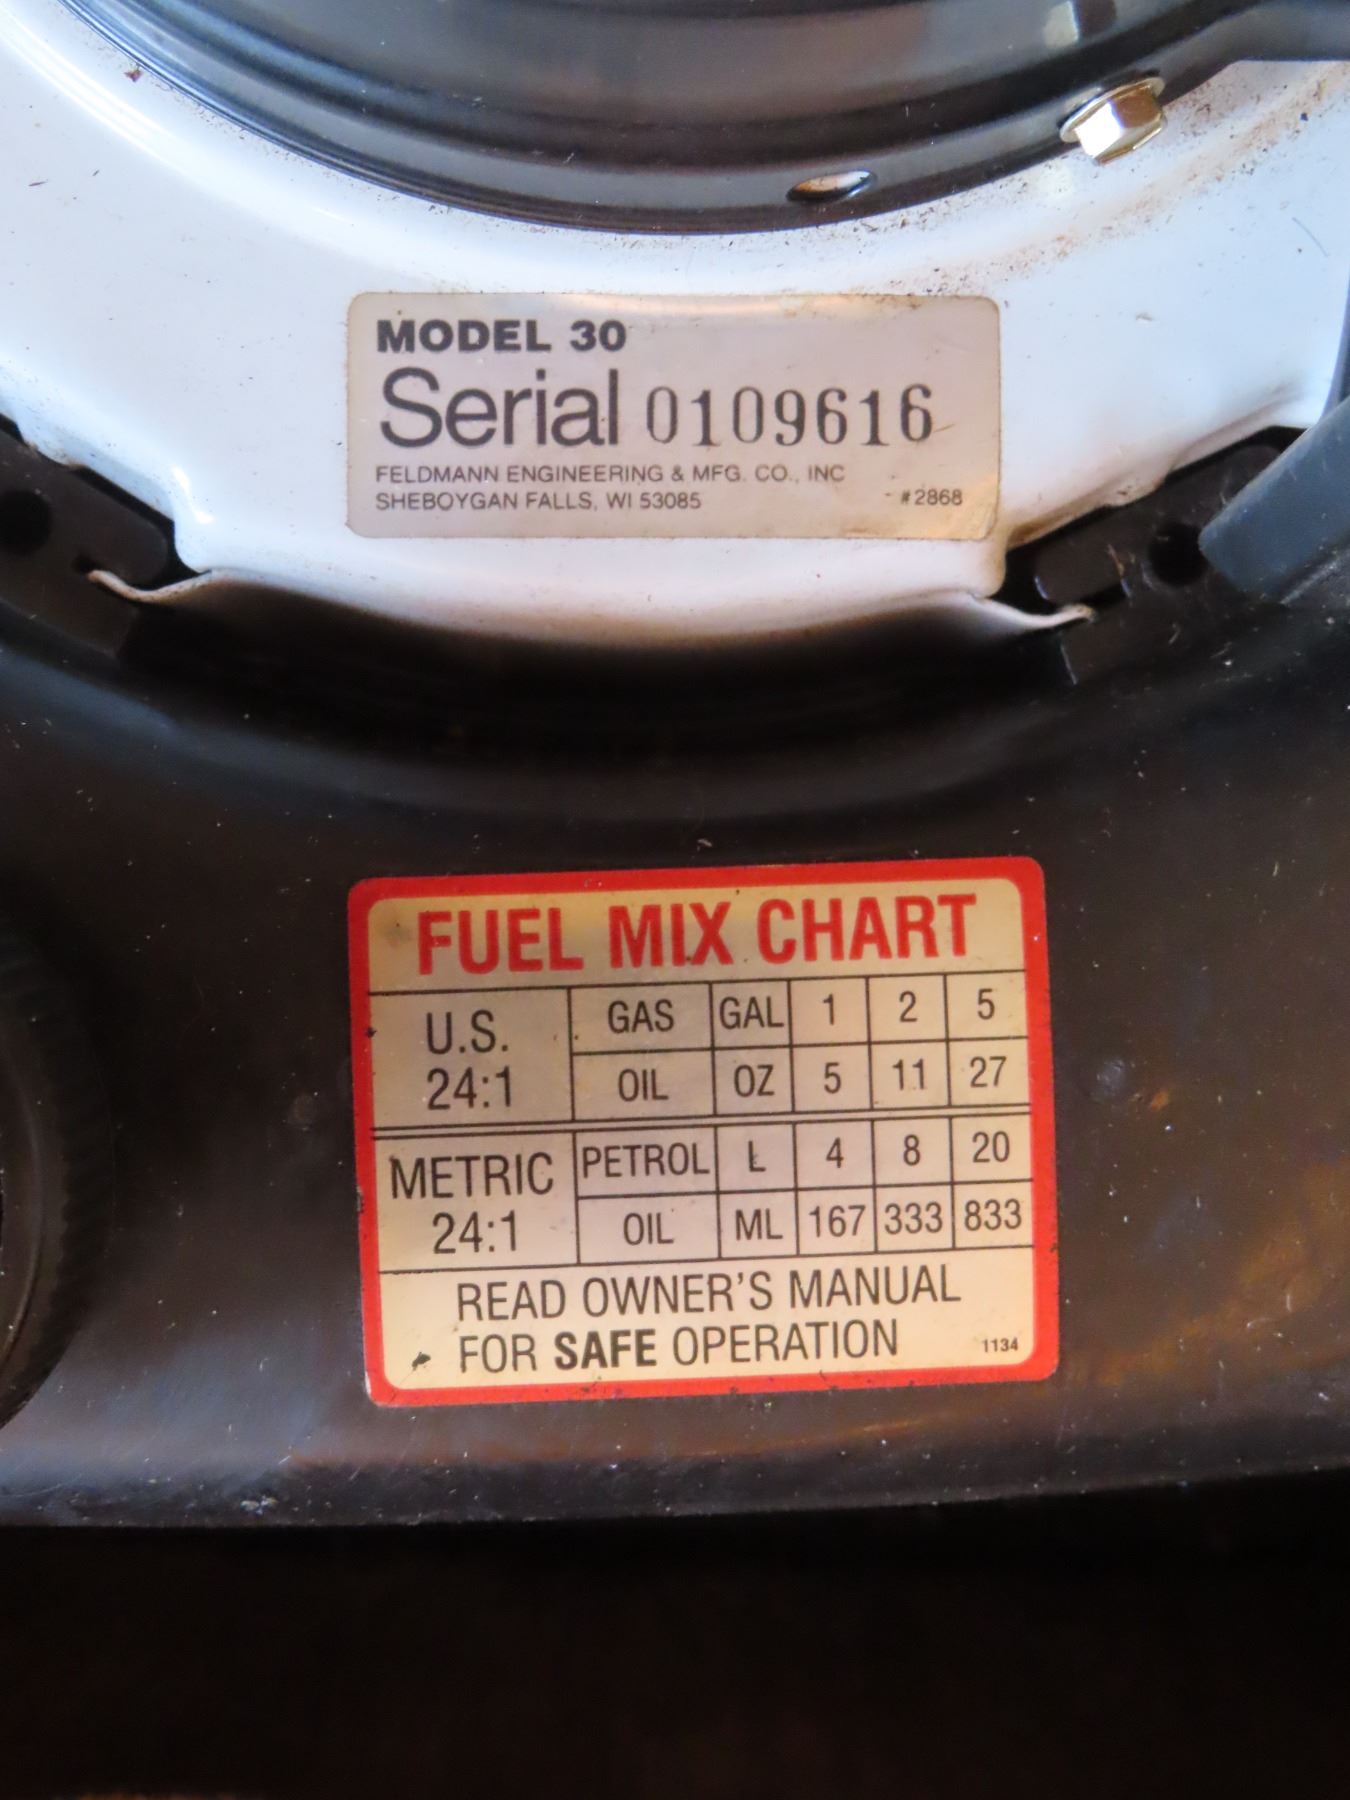 MODEL 30
Serial 0109616
FELDMANN ENGINEERING & MFG. CO., INC
SHEBOYGAN FALLS, WI 53085 #2868
FUEL MIX CHART
U.S. 24:1
GAS GAL 1 2 5
OIL OZ 5 11 27
METRIC 24:1
PETROL L 4 8 20
OIL ML 167 333 833
READ OWNER'S MANUAL
FOR SAFE OPERATION 1134